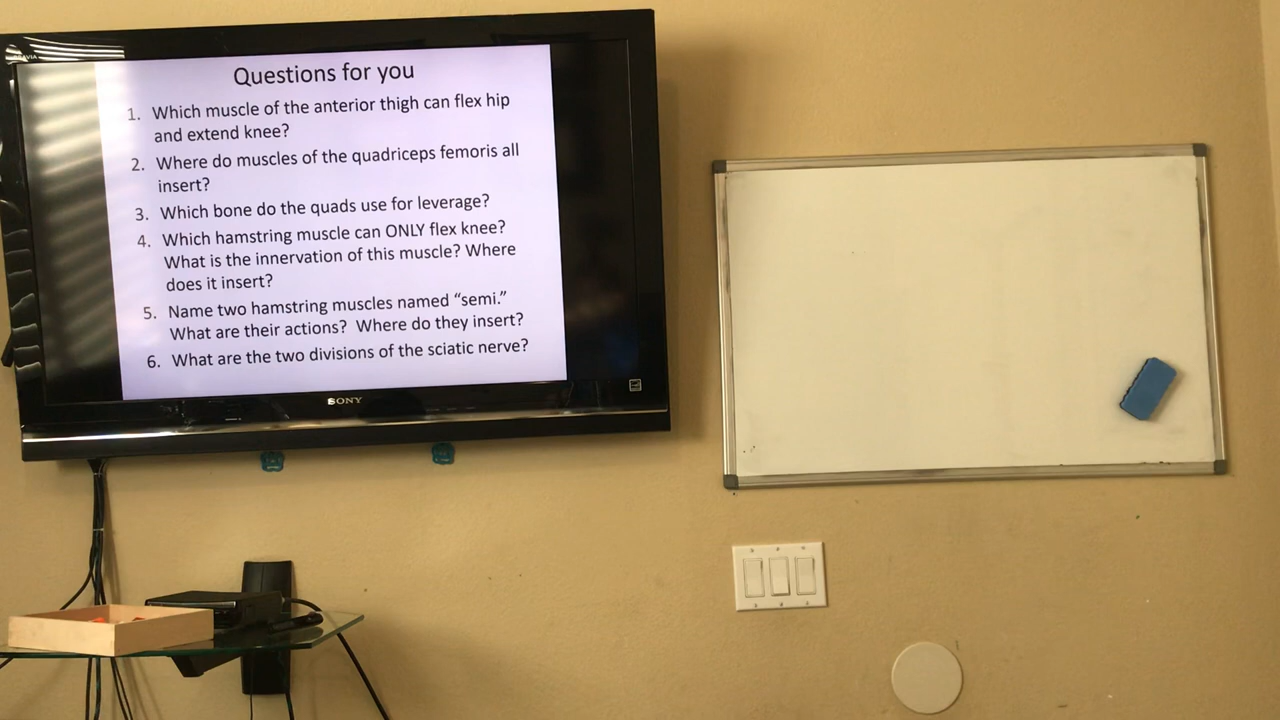 Questions for you
1. Which muscle of the anterior thigh can flex hip
and extend knee?
2. Where do muscles of the quadriceps femoris all
insert?
3. Which bone do the quads use for leverage?
4. Which hamstring muscle can ONLY flex knee?
What is the innervation of this muscle? Where
does it insert?
5. Name two hamstring muscles named “semi.”
What are their actions?  Where do they insert?
6. What are the two divisions of the sciatic nerve?
SONY